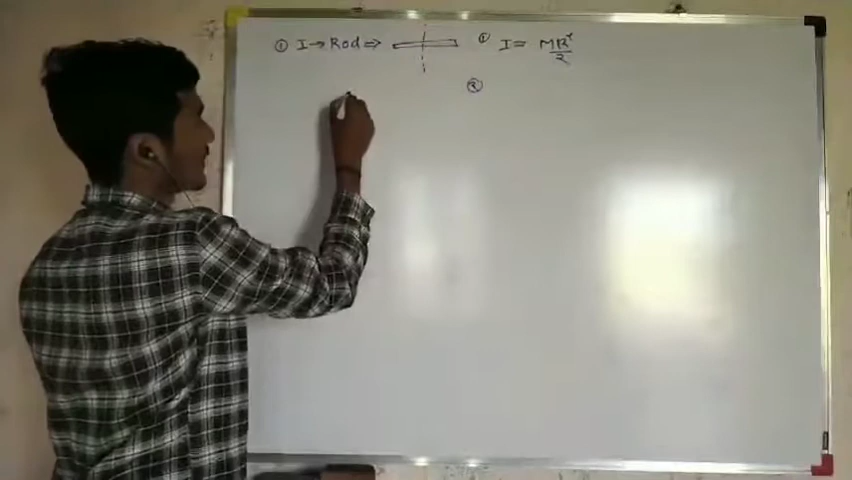 ① I → Rod ⇒ ① I = MR²/2
②